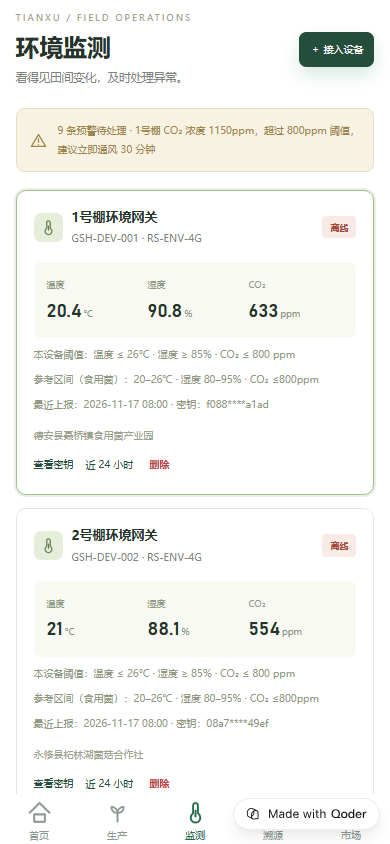 TIANXU / FIELD OPERATIONS
环境监测
+ 接入设备
看得见田间变化，及时处理异常。
9 条预警待处理 · 1号棚 CO₂ 浓度 1150ppm，超过 800ppm 阈值，
建议立即通风 30 分钟
1号棚环境网关
GSH-DEV-001 · RS-ENV-4G
离线
温度
湿度
CO₂
20.4 °C
90.8 %
633 ppm
本设备阈值：温度 ≤ 26°C · 湿度 ≥ 85% · CO₂ ≤ 800 ppm
参考区间（食用菌）：20–26°C · 湿度 80–95% · CO₂ ≤800ppm
最近上报：2026-11-17 08:00 · 密钥：f088****a1ad
德安县聂桥镇食用菌产业园
查看密钥 近 24 小时 删除
2号棚环境网关
GSH-DEV-002 · RS-ENV-4G
离线
温度
湿度
CO₂
21 °C
88.1 %
554 ppm
本设备阈值：温度 ≤ 26°C · 湿度 ≥ 85% · CO₂ ≤ 800 ppm
参考区间（食用菌）：20–26°C · 湿度 80–95% · CO₂ ≤800ppm
最近上报：2026-11-17 08:00 · 密钥：08a7****49ef
永修县柘林湖菌菇合作社
查看密钥 近 24 小时 删除
Made with Qoder
首页 生产 监测 溯源 市场